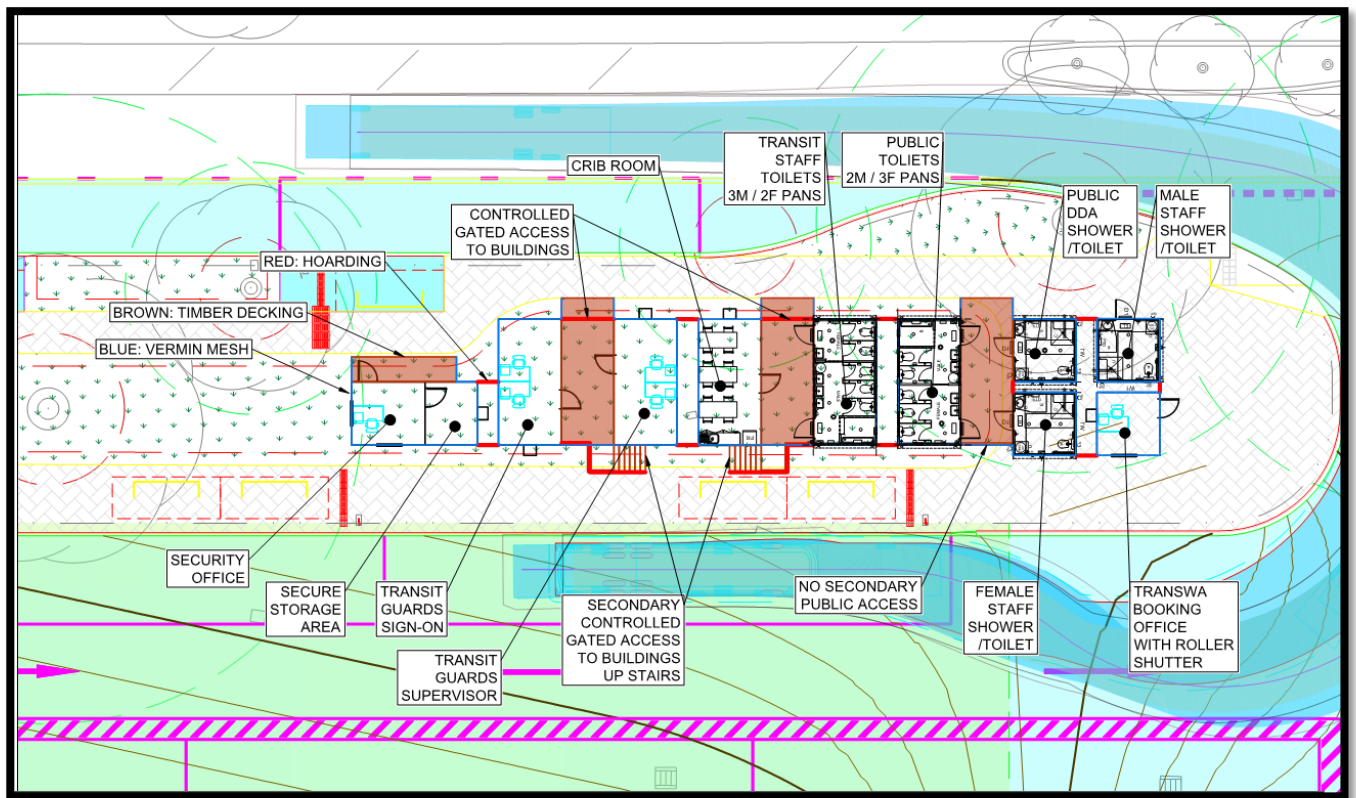 TRANSIT
STAFF
TOILETS
3M / 2F PANS
PUBLIC
TOLIETS
2M / 3F PANS
CRIB ROOM
PUBLIC
DDA
SHOWER
/TOILET
MALE
STAFF
SHOWER
/TOILET
CONTROLLED
GATED ACCESS
TO BUILDINGS
RED: HOARDING
BROWN: TIMBER DECKING
BLUE: VERMIN MESH
SECURITY
OFFICE
SECURE
STORAGE
AREA
TRANSIT
GUARDS
SIGN-ON
TRANSIT
GUARDS
SUPERVISOR
SECONDARY
CONTROLLED
GATED ACCESS
TO BUILDINGS
UP STAIRS
NO SECONDARY
PUBLIC ACCESS
FEMALE
STAFF
SHOWER
/TOILET
TRANSWA
BOOKING
OFFICE
WITH ROLLER
SHUTTER